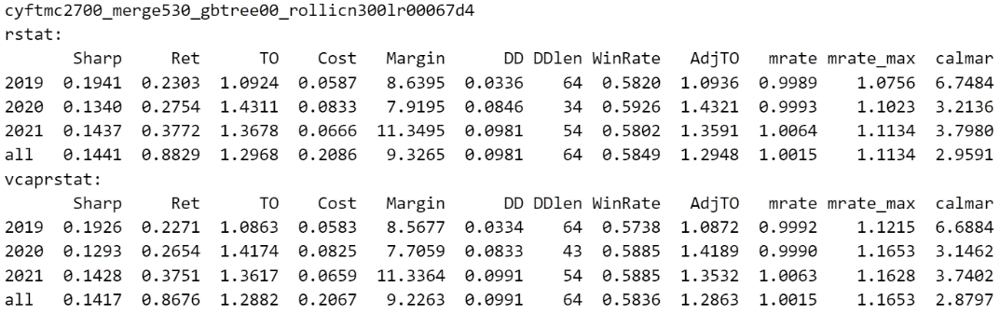 cyftmc2700_merge530_gbtree00_rollicn300lr00067d4
rstat:
Sharp Ret TO Cost Margin DD DDlen WinRate AdjTO mrate mrate_max calmar
2019 0.1941 0.2303 1.0924 0.0587 8.6395 0.0336 64 0.5820 1.0936 0.9989 1.0756 6.7484
2020 0.1340 0.2754 1.4311 0.0833 7.9195 0.0846 34 0.5926 1.4321 0.9993 1.1023 3.2136
2021 0.1437 0.3772 1.3678 0.0666 11.3495 0.0981 54 0.5802 1.3591 1.0064 1.1134 3.7980
all 0.1441 0.8829 1.2968 0.2086 9.3265 0.0981 64 0.5849 1.2948 1.0015 1.1134 2.9591
vcaprstat:
Sharp Ret TO Cost Margin DD DDlen WinRate AdjTO mrate mrate_max calmar
2019 0.1926 0.2271 1.0863 0.0583 8.5677 0.0334 64 0.5738 1.0872 0.9992 1.1215 6.6884
2020 0.1293 0.2654 1.4174 0.0825 7.7059 0.0833 43 0.5885 1.4189 0.9990 1.1653 3.1462
2021 0.1428 0.3751 1.3617 0.0659 11.3364 0.0991 54 0.5885 1.3532 1.0063 1.1628 3.7402
all 0.1417 0.8676 1.2882 0.2067 9.2263 0.0991 64 0.5836 1.2863 1.0015 1.1653 2.8797